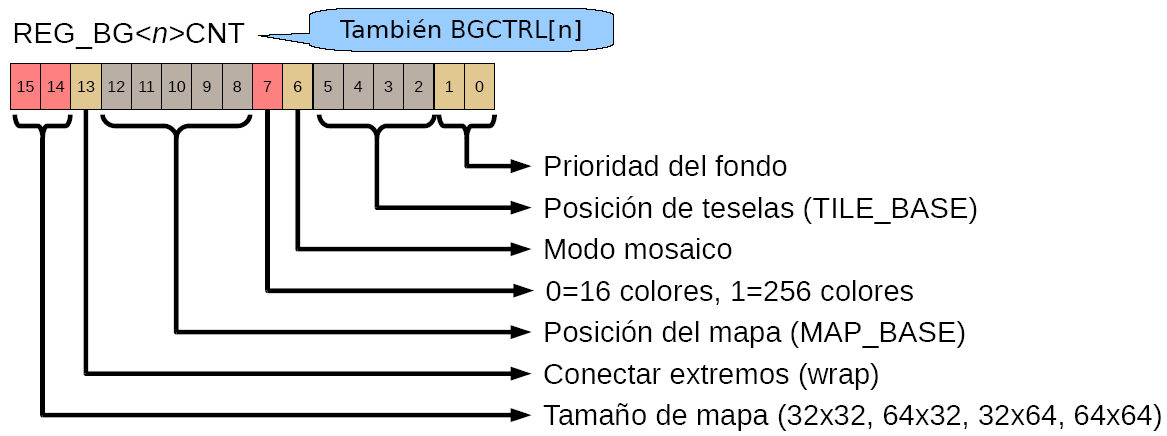 REG_BG<n>CNT
También BGCTRL[n]
15 14 13 12 11 10 9 8 7 6 5 4 3 2 1 0
Prioridad del fondo
Posición de teselas (TILE_BASE)
Modo mosaico
0=16 colores, 1=256 colores
Posición del mapa (MAP_BASE)
Conectar extremos (wrap)
Tamaño de mapa (32x32, 64x32, 32x64, 64x64)